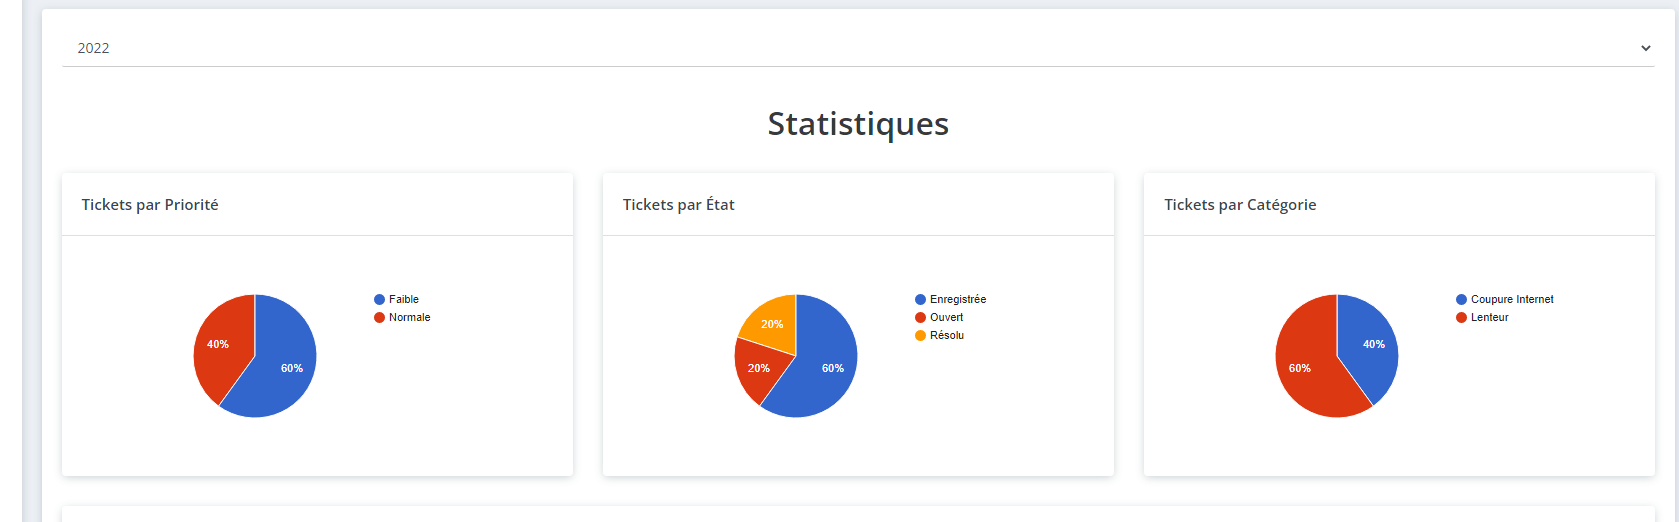 2022
Statistiques
Tickets par Priorité
Tickets par État
Tickets par Catégorie
40%
60%
Faible
Normale
20%
20%
60%
Enregistrée
Ouvert
Résolu
40%
60%
Coupure Internet
Lenteur